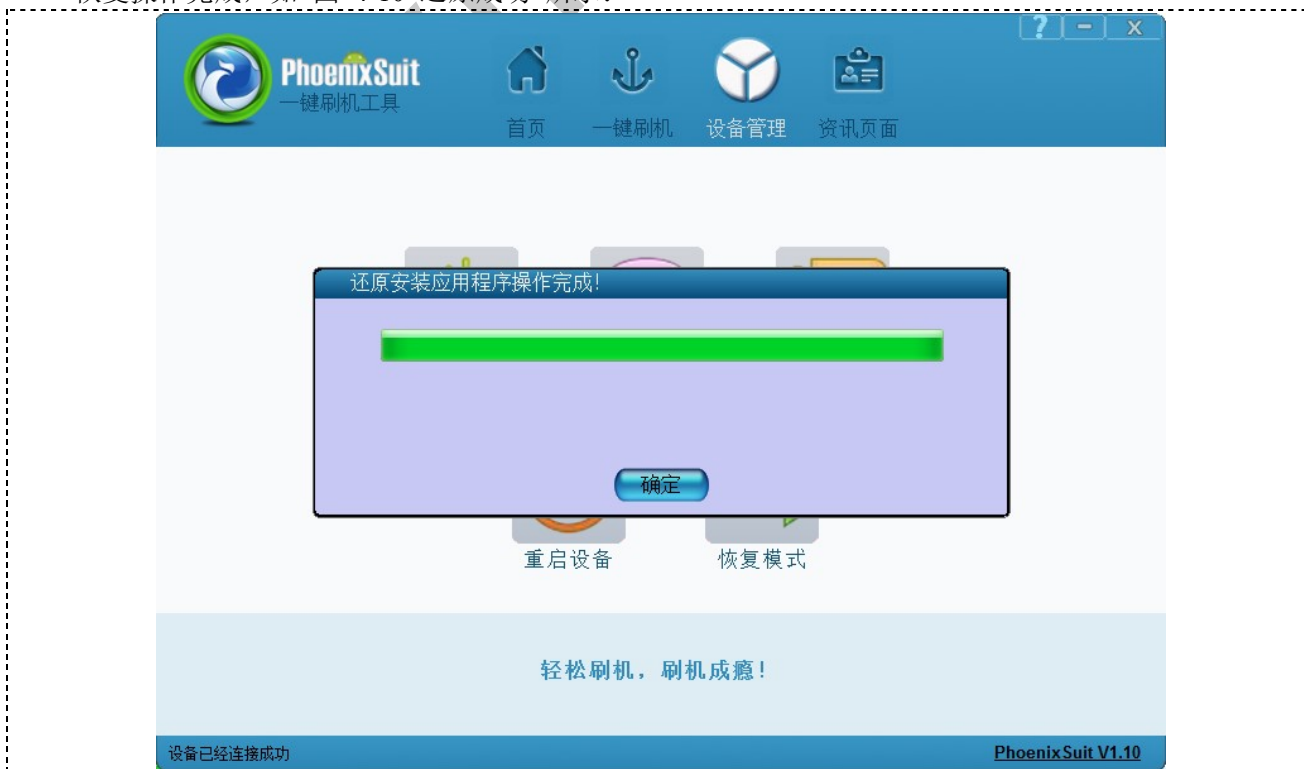 ? - x
PhoenixSuit
一键刷机工具
首页 一键刷机 设备管理 资讯页面
还原安装应用程序操作完成!
确定
重启设备 恢复模式
轻松刷机，刷机成瘾!
设备已经连接成功 PhoenixSuit V1.10